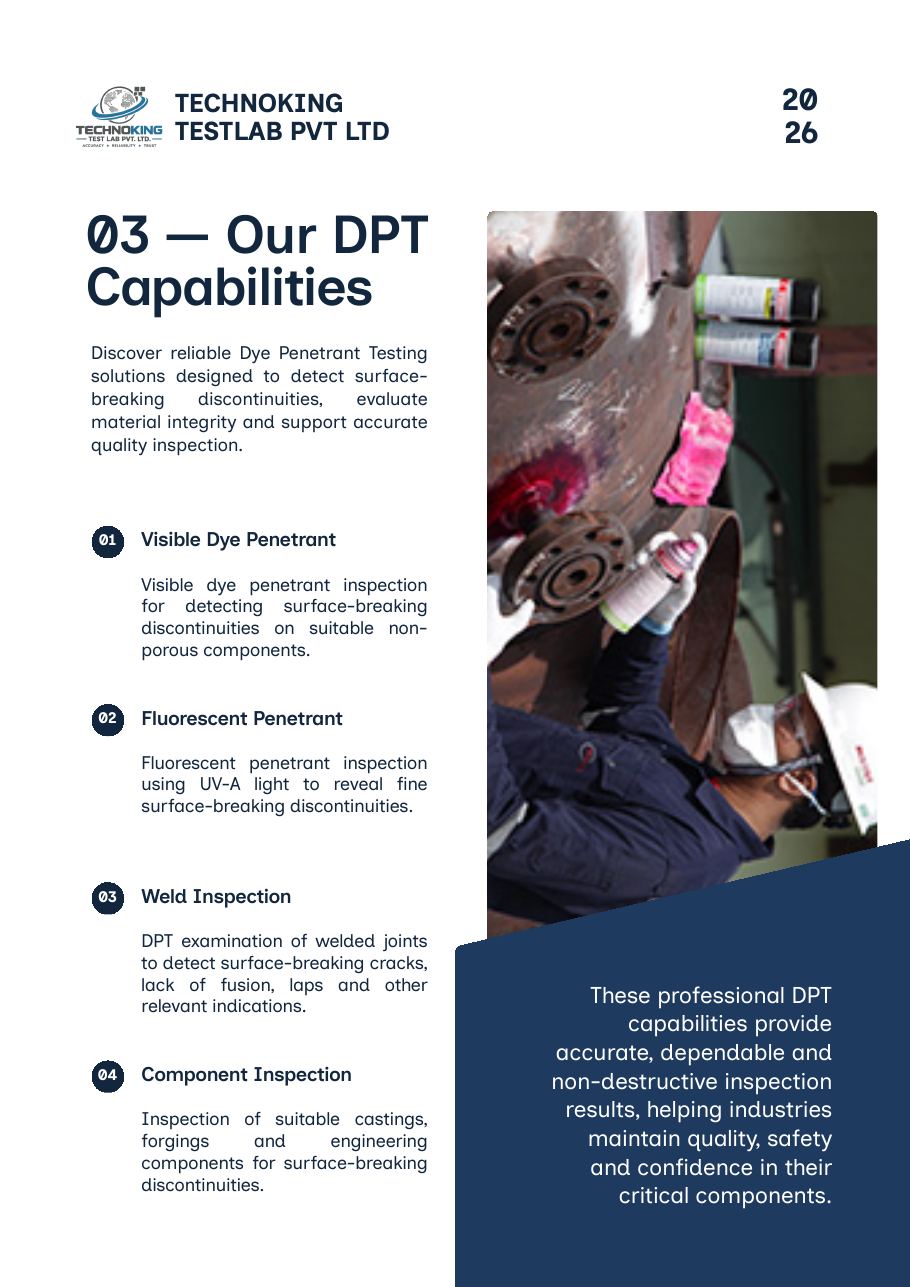 TECHNOKING
TEST LAB PVT. LTD.
ACCURACY • RELIABILITY • TRUST
TECHNOKING
TESTLAB PVT LTD
20
26
03 — Our DPT
Capabilities
Discover reliable Dye Penetrant Testing
solutions designed to detect surface-
breaking discontinuities, evaluate
material integrity and support accurate
quality inspection.
01 Visible Dye Penetrant
Visible dye penetrant inspection
for detecting surface-breaking
discontinuities on suitable non-
porous components.
02 Fluorescent Penetrant
Fluorescent penetrant inspection
using UV-A light to reveal fine
surface-breaking discontinuities.
03 Weld Inspection
DPT examination of welded joints
to detect surface-breaking cracks,
lack of fusion, laps and other
relevant indications.
04 Component Inspection
Inspection of suitable castings,
forgings and engineering
components for surface-breaking
discontinuities.
These professional DPT
capabilities provide
accurate, dependable and
non-destructive inspection
results, helping industries
maintain quality, safety
and confidence in their
critical components.